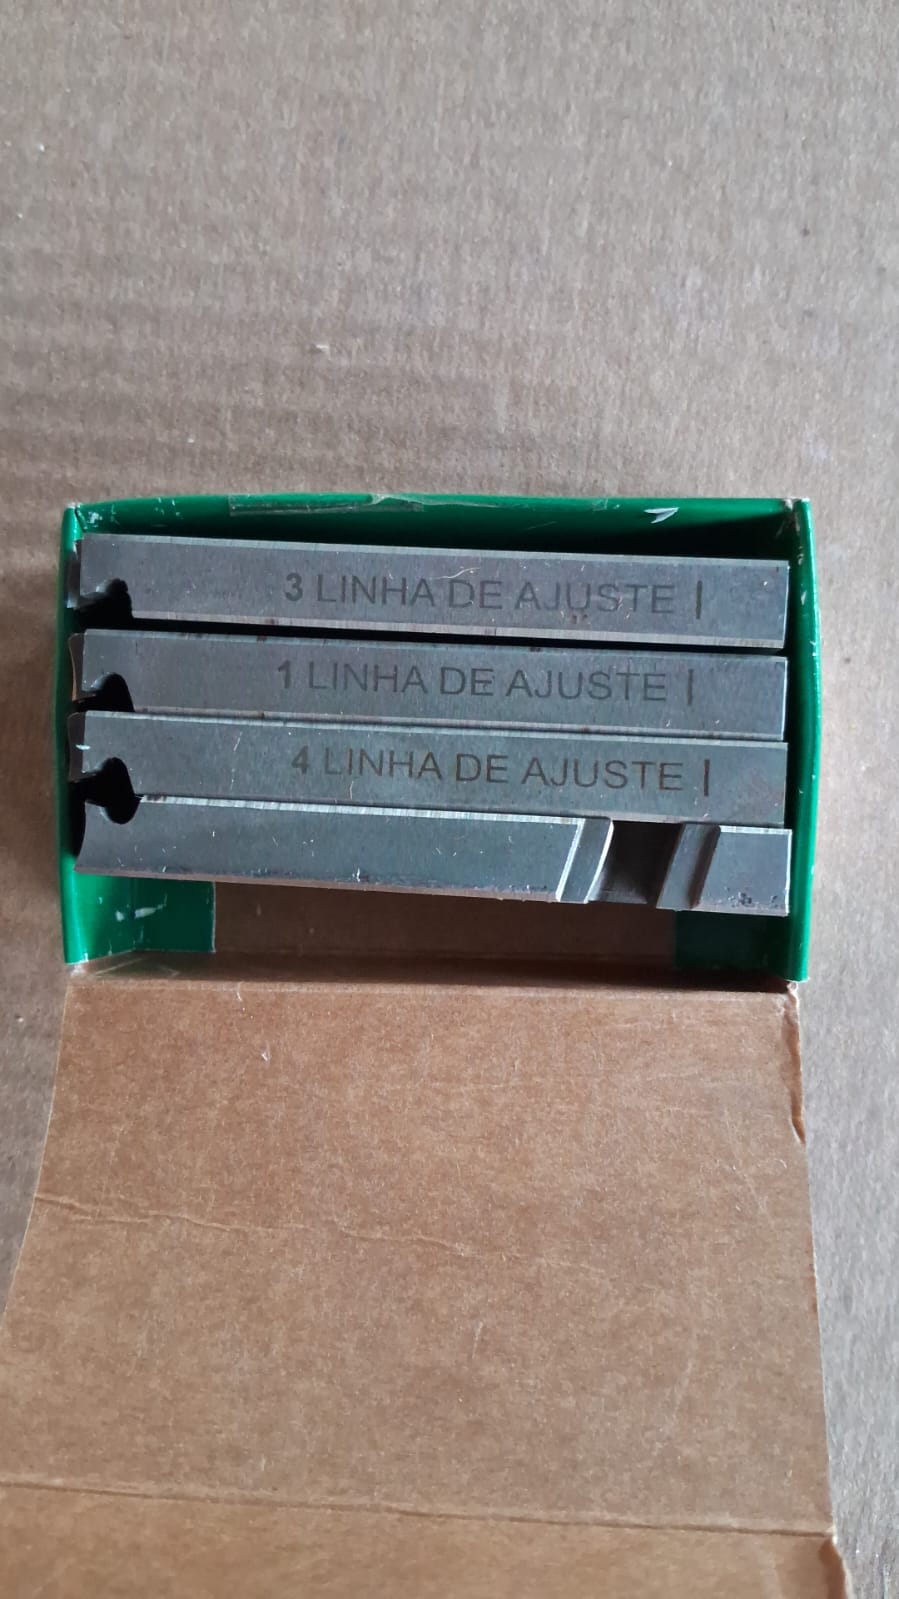 3 LINHA DE AJUSTE |
1 LINHA DE AJUSTE |
4 LINHA DE AJUSTE |